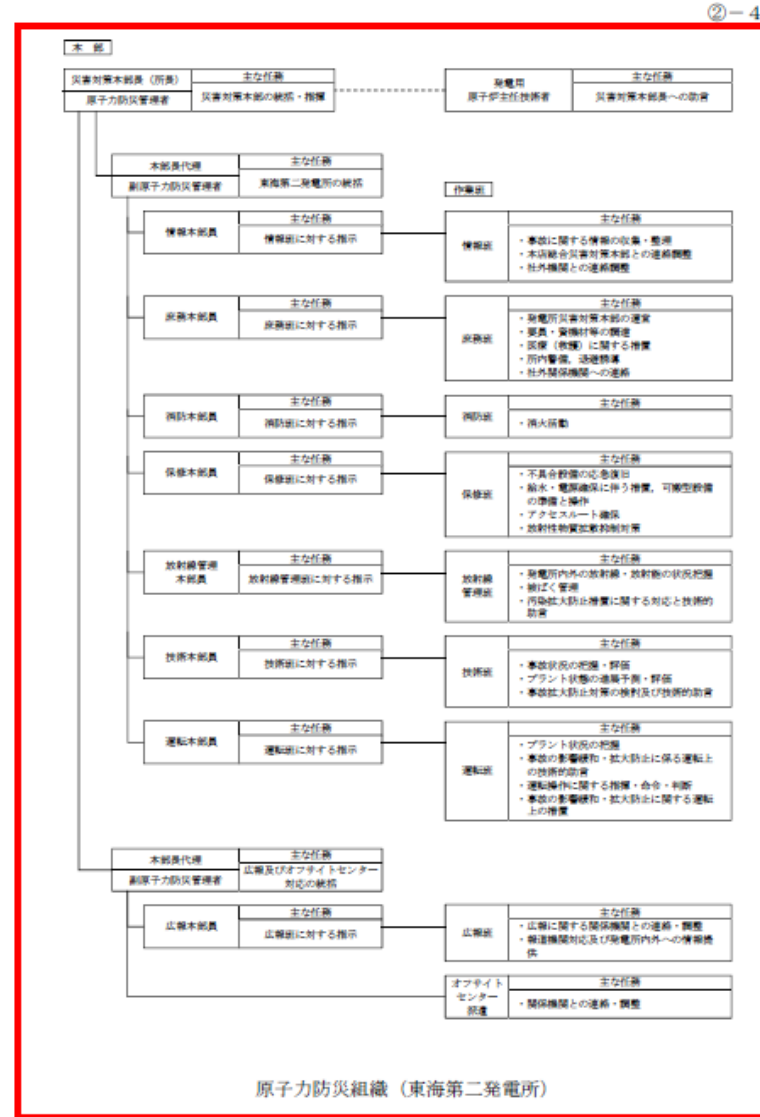 ②－4
本部
災害対策本部長（所長）
原子力防災管理者
主な任務
災害対策本部の統括・指揮
発電用
原子炉主任技術者
主な任務
災害対策本部長への助言
本部長代理
副原子力防災管理者
主な任務
東海第二発電所の統括
作業班
情報本部員
主な任務
情報班に対する指示
情報班
主な任務
・事故に関する情報の収集・整理
・本店総合災害対策本部との連絡調整
・社外機関との連絡調整
庶務本部員
主な任務
庶務班に対する指示
庶務班
主な任務
・発電所災害対策本部の運営
・要員・資機材等の調達
・医療（救護）に関する措置
・所内警備，退避誘導
・社外関係機関への連絡
消防本部員
主な任務
消防班に対する指示
消防班
主な任務
・消火活動
保修本部員
主な任務
保修班に対する指示
保修班
主な任務
・不具合設備の応急復旧
・給水・電源確保に伴う措置，可搬型設備
の準備と操作
・アクセスルート確保
・放射性物質拡散抑制対策
放射線管理
本部員
主な任務
放射線管理班に対する指示
放射線
管理班
主な任務
・発電所内外の放射線・放射能の状況把握
・被ばく管理
・汚染拡大防止措置に関する対応と技術的
助言
技術本部員
主な任務
技術班に対する指示
技術班
主な任務
・事故状況の把握・評価
・プラント状態の進展予測・評価
・事故拡大防止対策の検討及び技術的助言
運転本部員
主な任務
運転班に対する指示
運転班
主な任務
・プラント状況の把握
・事故の影響緩和・拡大防止に係る運転上
の技術的助言
・運転操作に関する指揮・命令・判断
・事故の影響緩和・拡大防止に関する運転
上の措置
本部長代理
副原子力防災管理者
主な任務
広報及びオフサイトセンター
対応の統括
広報本部員
主な任務
広報班に対する指示
広報班
主な任務
・広報に関する関係機関との連絡・調整
・報道機関対応及び発電所内外への情報提
供
オフサイト
センター
派遣
主な任務
・関係機関との連絡・調整
原子力防災組織（東海第二発電所）